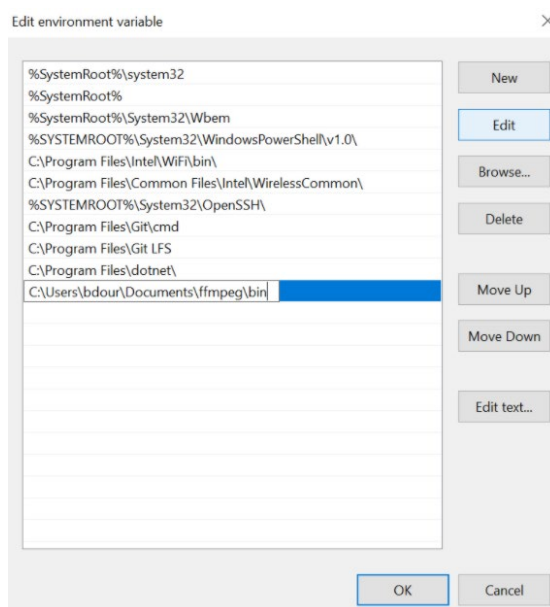 Edit environment variable
%SystemRoot%\system32
%SystemRoot%
%SystemRoot%\System32\Wbem
%SYSTEMROOT%\System32\WindowsPowerShell\v1.0\
C:\Program Files\Intel\WiFi\bin\
C:\Program Files\Common Files\Intel\WirelessCommon\
%SYSTEMROOT%\System32\OpenSSH\
C:\Program Files\Git\cmd
C:\Program Files\Git LFS
C:\Program Files\dotnet\
C:\Users\bdour\Documents\ffmpeg\bin
New
Edit
Browse...
Delete
Move Up
Move Down
Edit text...
OK
Cancel